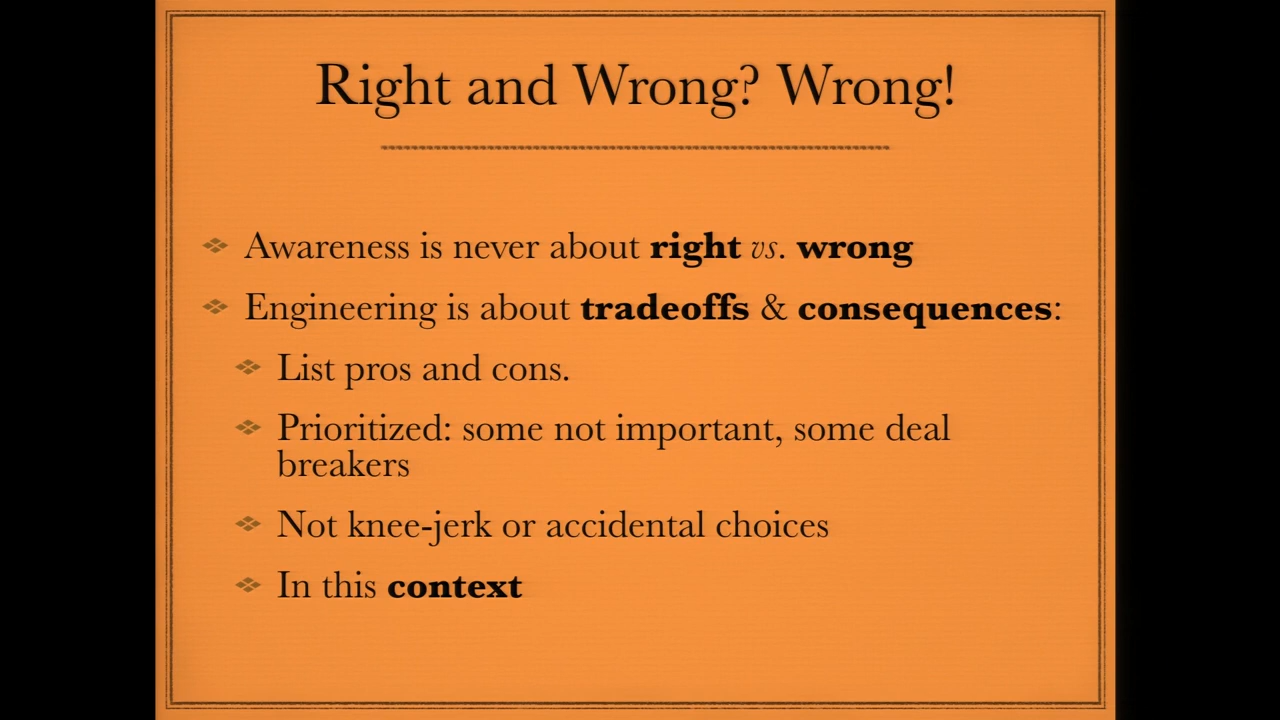 Right and Wrong? Wrong!
Awareness is never about right vs. wrong
Engineering is about tradeoffs & consequences:
List pros and cons.
Prioritized: some not important, some deal
breakers
Not knee-jerk or accidental choices
In this context